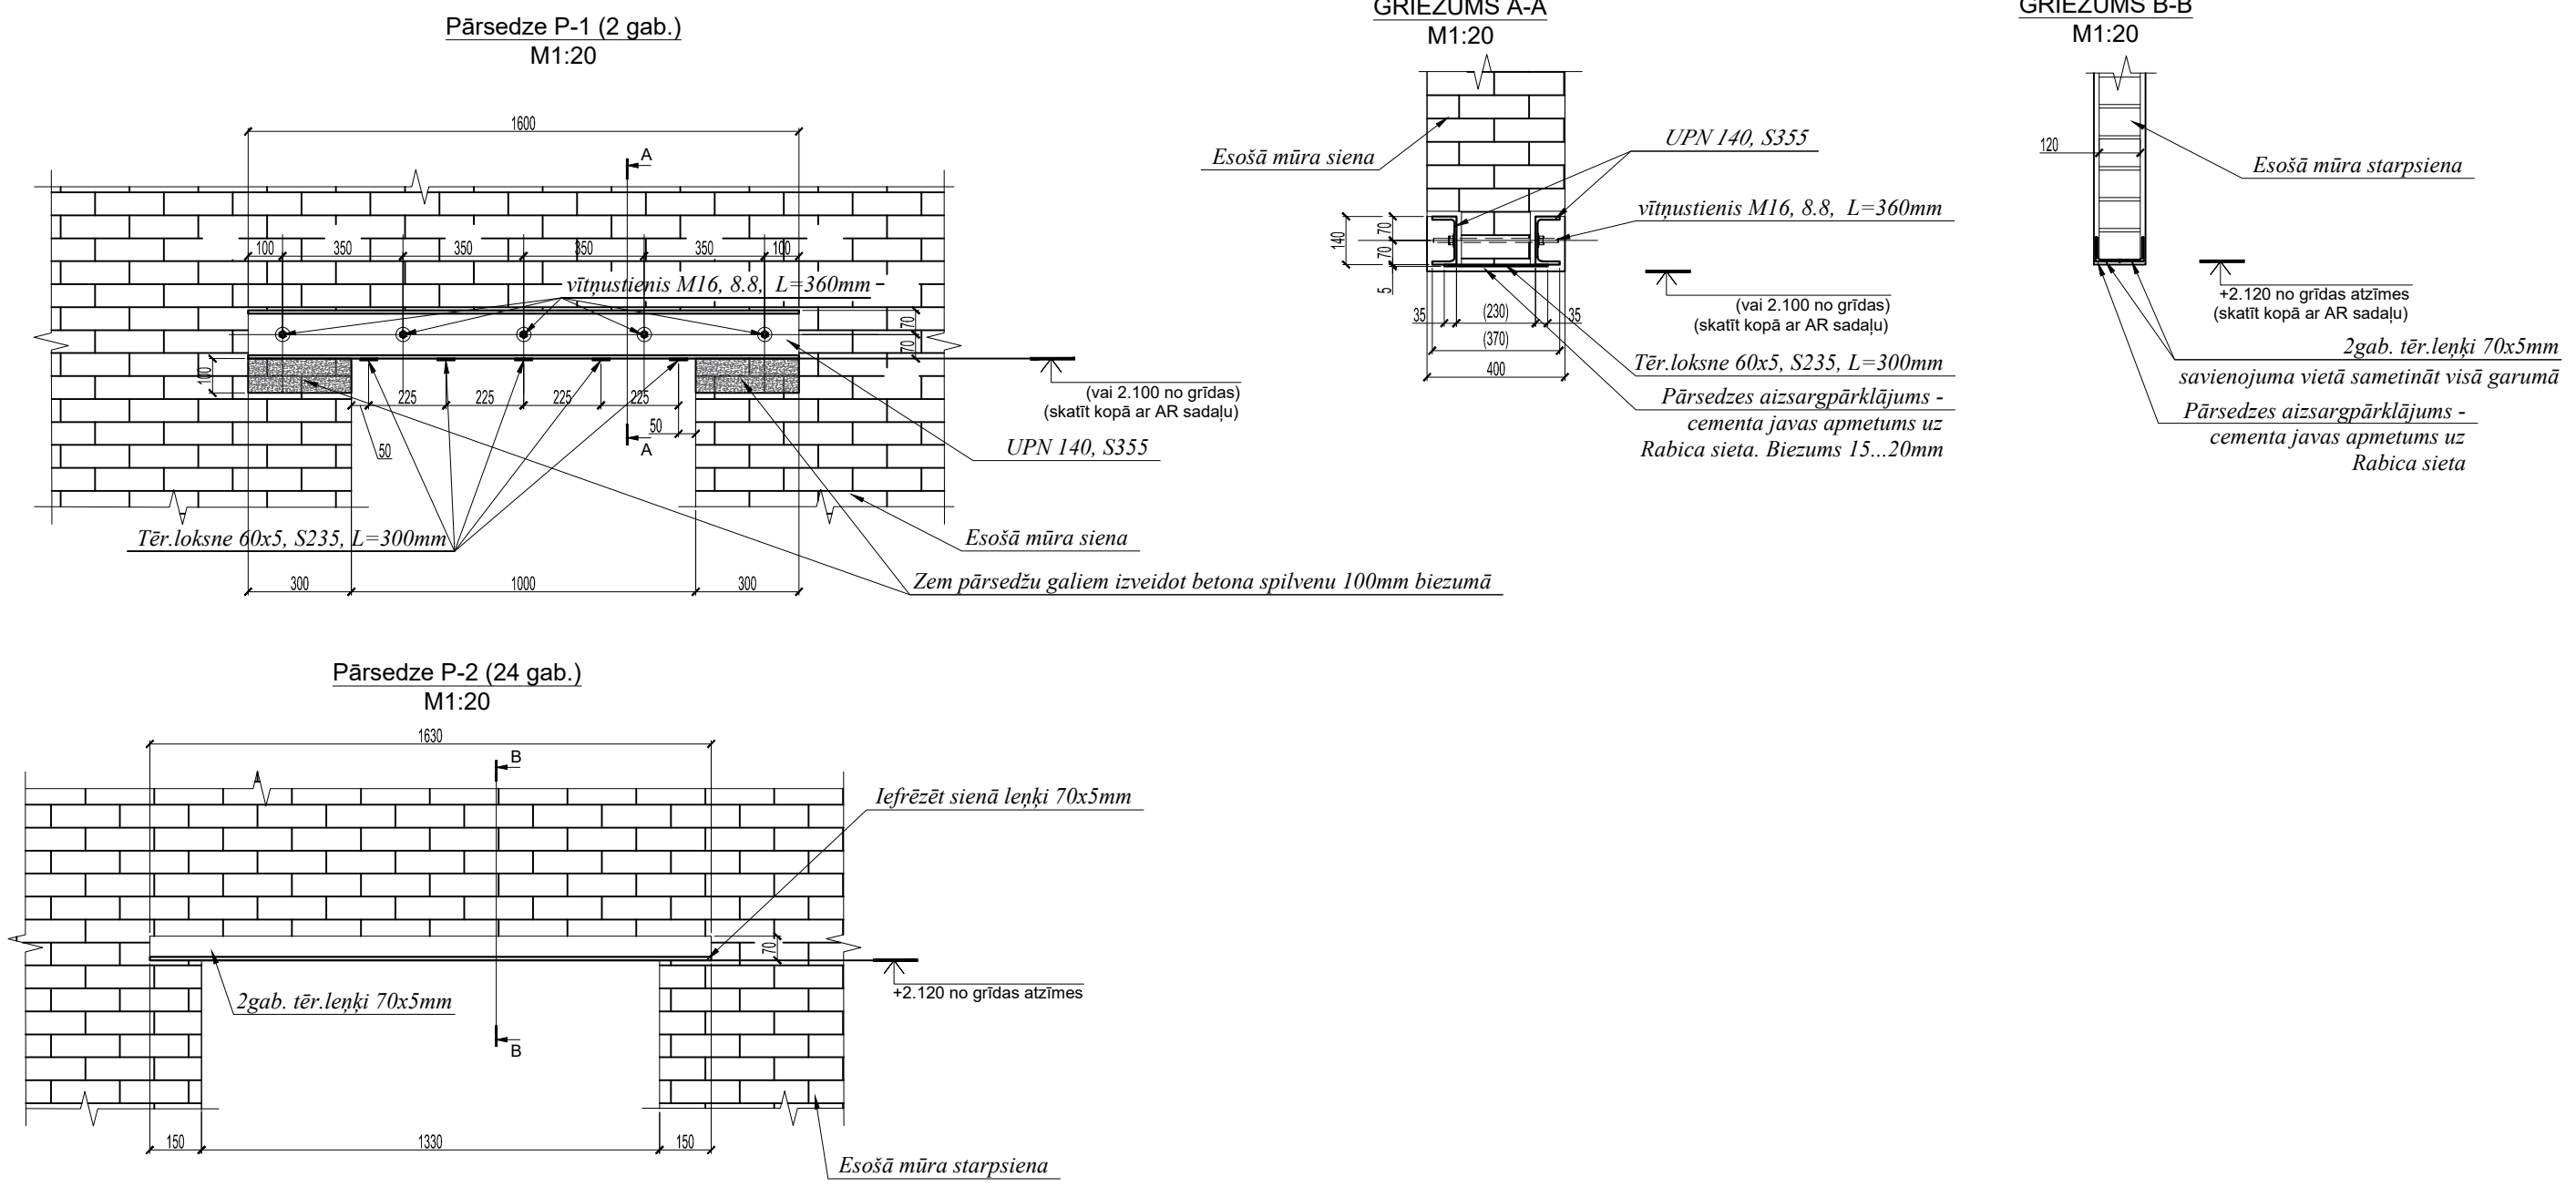 Pārsedze P-1 (2 gab.)
M1:20
1600
A
100
350
350
350
350
100
vītņustienis M16, 8.8, L=360mm
70
70
100
225
225
225
225
50
50
A
(vai 2.100 no grīdas)
(skatīt kopā ar AR sadaļu)
UPN 140, S355
Tēr.loksne 60x5, S235, L=300mm
Esošā mūra siena
300
1000
300
Zem pārsedžu galiem izveidot betona spilvenu 100mm biezumā
GRIEZUMS A-A
M1:20
Esošā mūra siena
UPN 140, S355
vītņustienis M16, 8.8, L=360mm
140
70
70
5
35
(230)
35
(370)
400
(vai 2.100 no grīdas)
(skatīt kopā ar AR sadaļu)
Tēr.loksne 60x5, S235, L=300mm
Pārsedzes aizsargpārklājums -
cementa javas apmetums uz
Rabica sieta. Biezums 15...20mm
GRIEZUMS B-B
M1:20
120
Esošā mūra starpsiena
+2.120 no grīdas atzīmes
(skatīt kopā ar AR sadaļu)
2gab. tēr.leņķi 70x5mm
savienojuma vietā sametināt visā garumā
Pārsedzes aizsargpārklājums -
cementa javas apmetums uz
Rabica sieta
Pārsedze P-2 (24 gab.)
M1:20
1630
B
Iefrēzēt sienā leņķi 70x5mm
70
2gab. tēr.leņķi 70x5mm
+2.120 no grīdas atzīmes
B
150
1330
150
Esošā mūra starpsiena